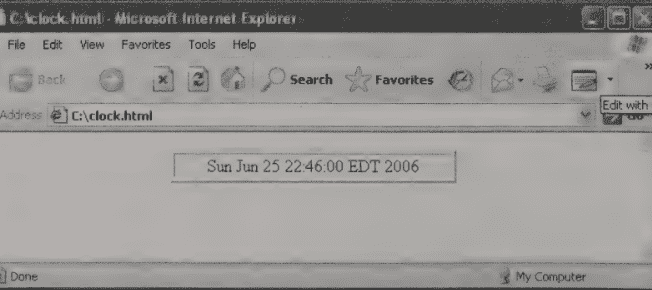 C:\clock.html - Microsoft Internet Explorer
File Edit View Favorites Tools Help
Back Search Favorites
Edit with
Address C:\clock.html Go
Sun Jun 25 22:46:00 EDT 2006
Done My Computer